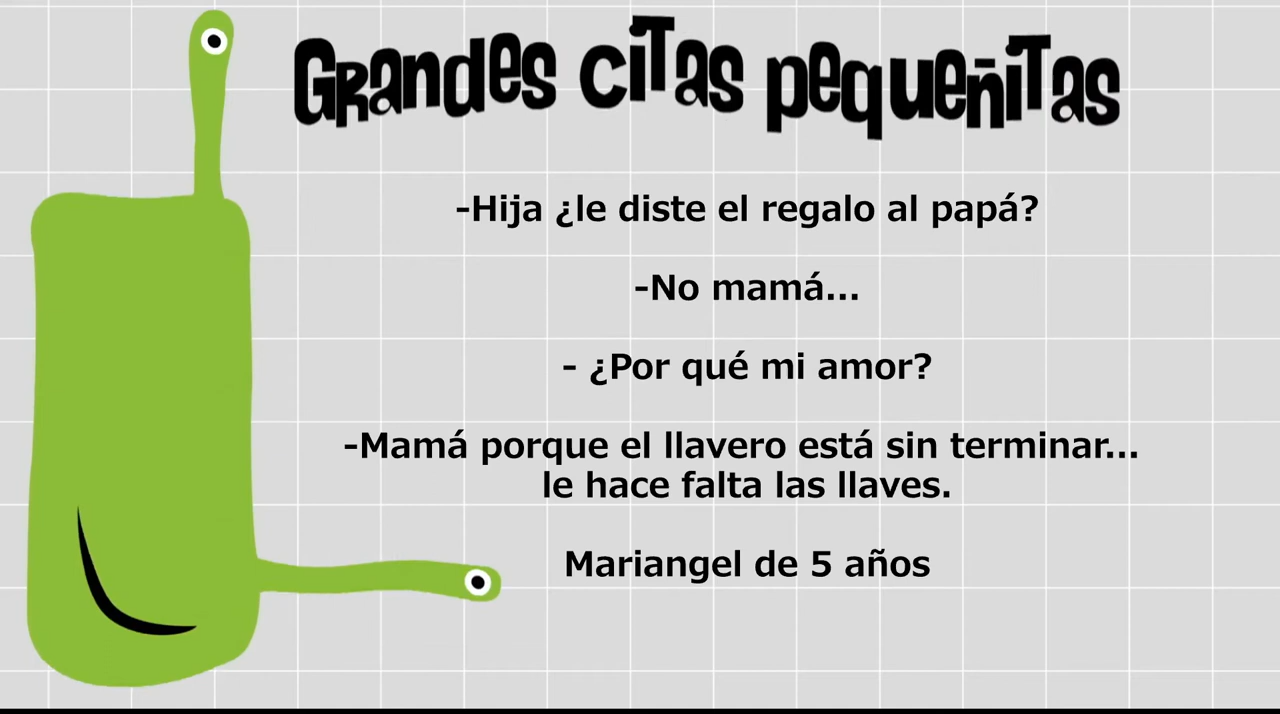 Grandes citas pequeñitas
-Hija ¿le diste el regalo al papá?
-No mamá...
- ¿Por qué mi amor?
-Mamá porque el llavero está sin terminar...
le hace falta las llaves.
Mariangel de 5 años